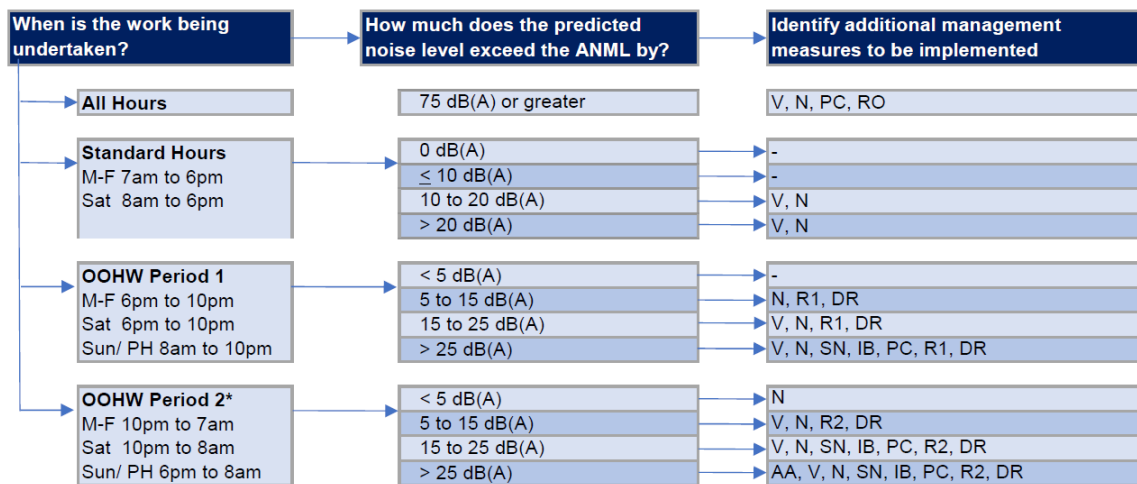 When is the work being
undertaken?
How much does the predicted
noise level exceed the ANML by?
Identify additional management
measures to be implemented
All Hours
75 dB(A) or greater
V, N, PC, RO
Standard Hours
M-F 7am to 6pm
Sat 8am to 6pm
0 dB(A)
-
≤ 10 dB(A)
-
10 to 20 dB(A)
V, N
> 20 dB(A)
V, N
OOHW Period 1
M-F 6pm to 10pm
Sat 6pm to 10pm
Sun/ PH 8am to 10pm
< 5 dB(A)
-
5 to 15 dB(A)
N, R1, DR
15 to 25 dB(A)
V, N, R1, DR
> 25 dB(A)
V, N, SN, IB, PC, R1, DR
OOHW Period 2*
M-F 10pm to 7am
Sat 10pm to 8am
Sun/ PH 6pm to 8am
< 5 dB(A)
N
5 to 15 dB(A)
V, N, R2, DR
15 to 25 dB(A)
V, N, SN, IB, PC, R2, DR
> 25 dB(A)
AA, V, N, SN, IB, PC, R2, DR